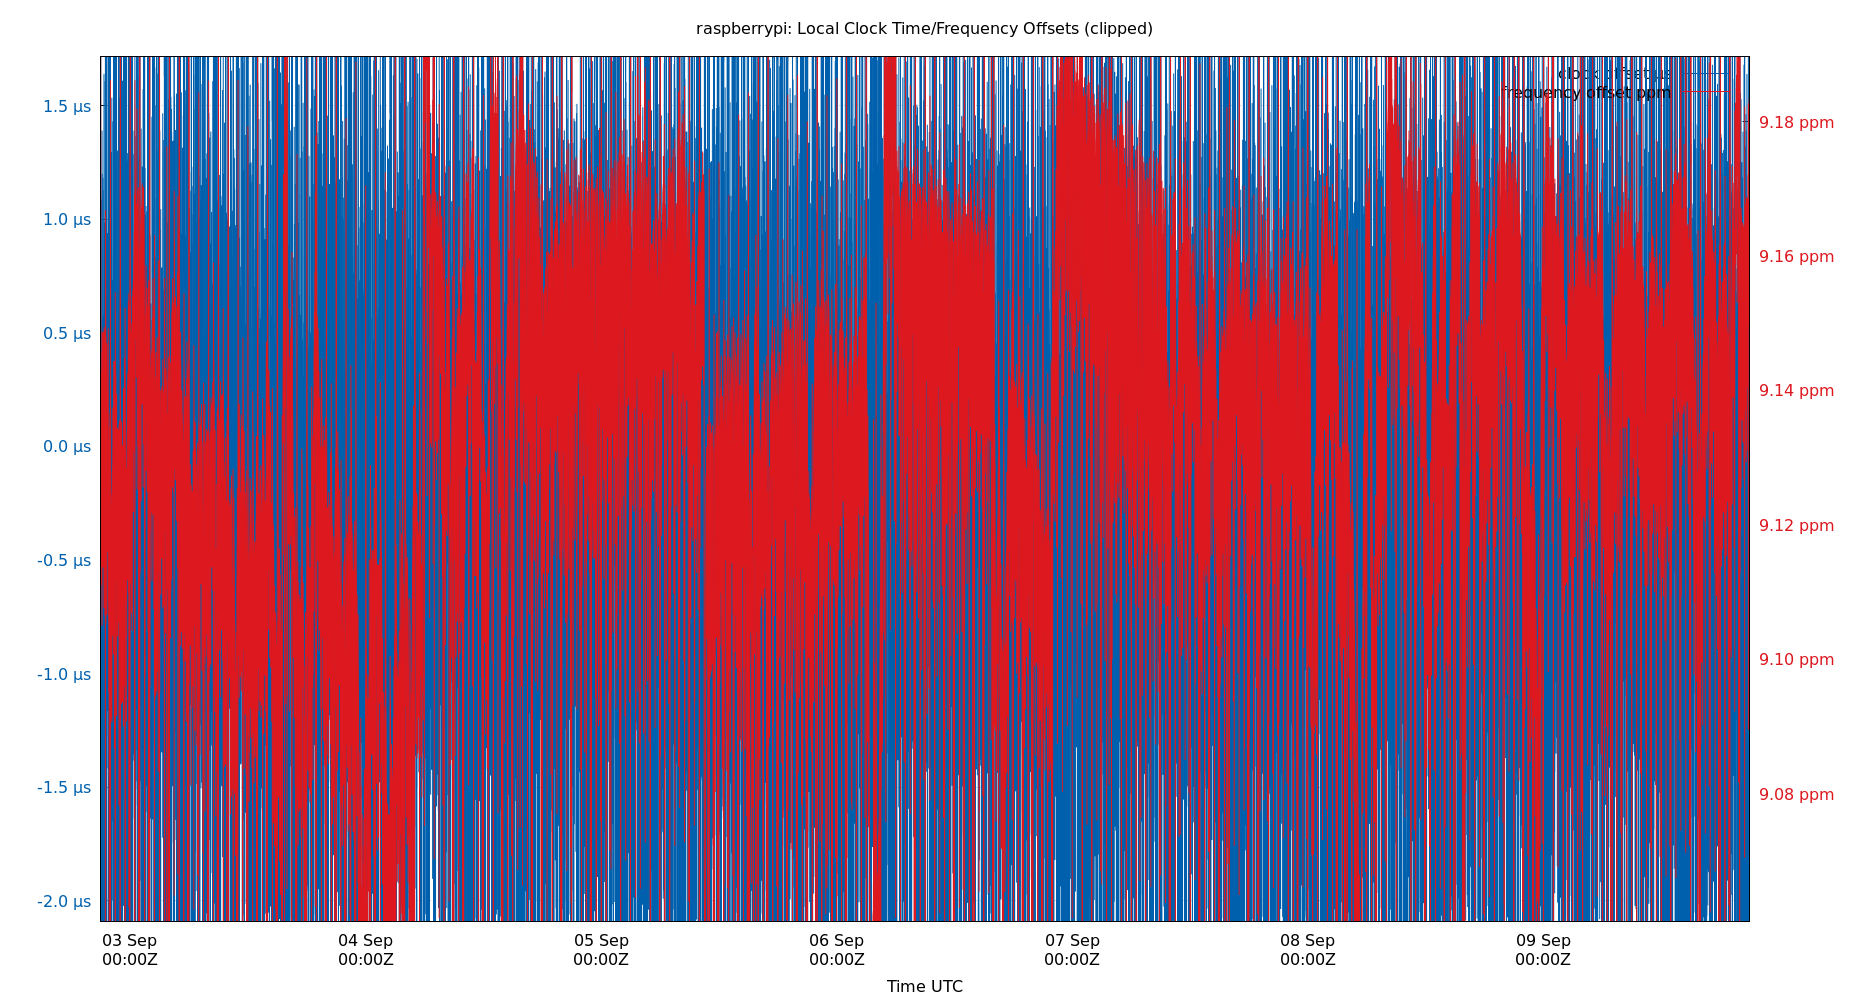 raspberrypi: Local Clock Time/Frequency Offsets (clipped)
clock offset µs
frequency offset ppm
1.5 µs
1.0 µs
0.5 µs
0.0 µs
-0.5 µs
-1.0 µs
-1.5 µs
-2.0 µs
9.18 ppm
9.16 ppm
9.14 ppm
9.12 ppm
9.10 ppm
9.08 ppm
03 Sep
00:00Z
04 Sep
00:00Z
05 Sep
00:00Z
06 Sep
00:00Z
07 Sep
00:00Z
08 Sep
00:00Z
09 Sep
00:00Z
Time UTC